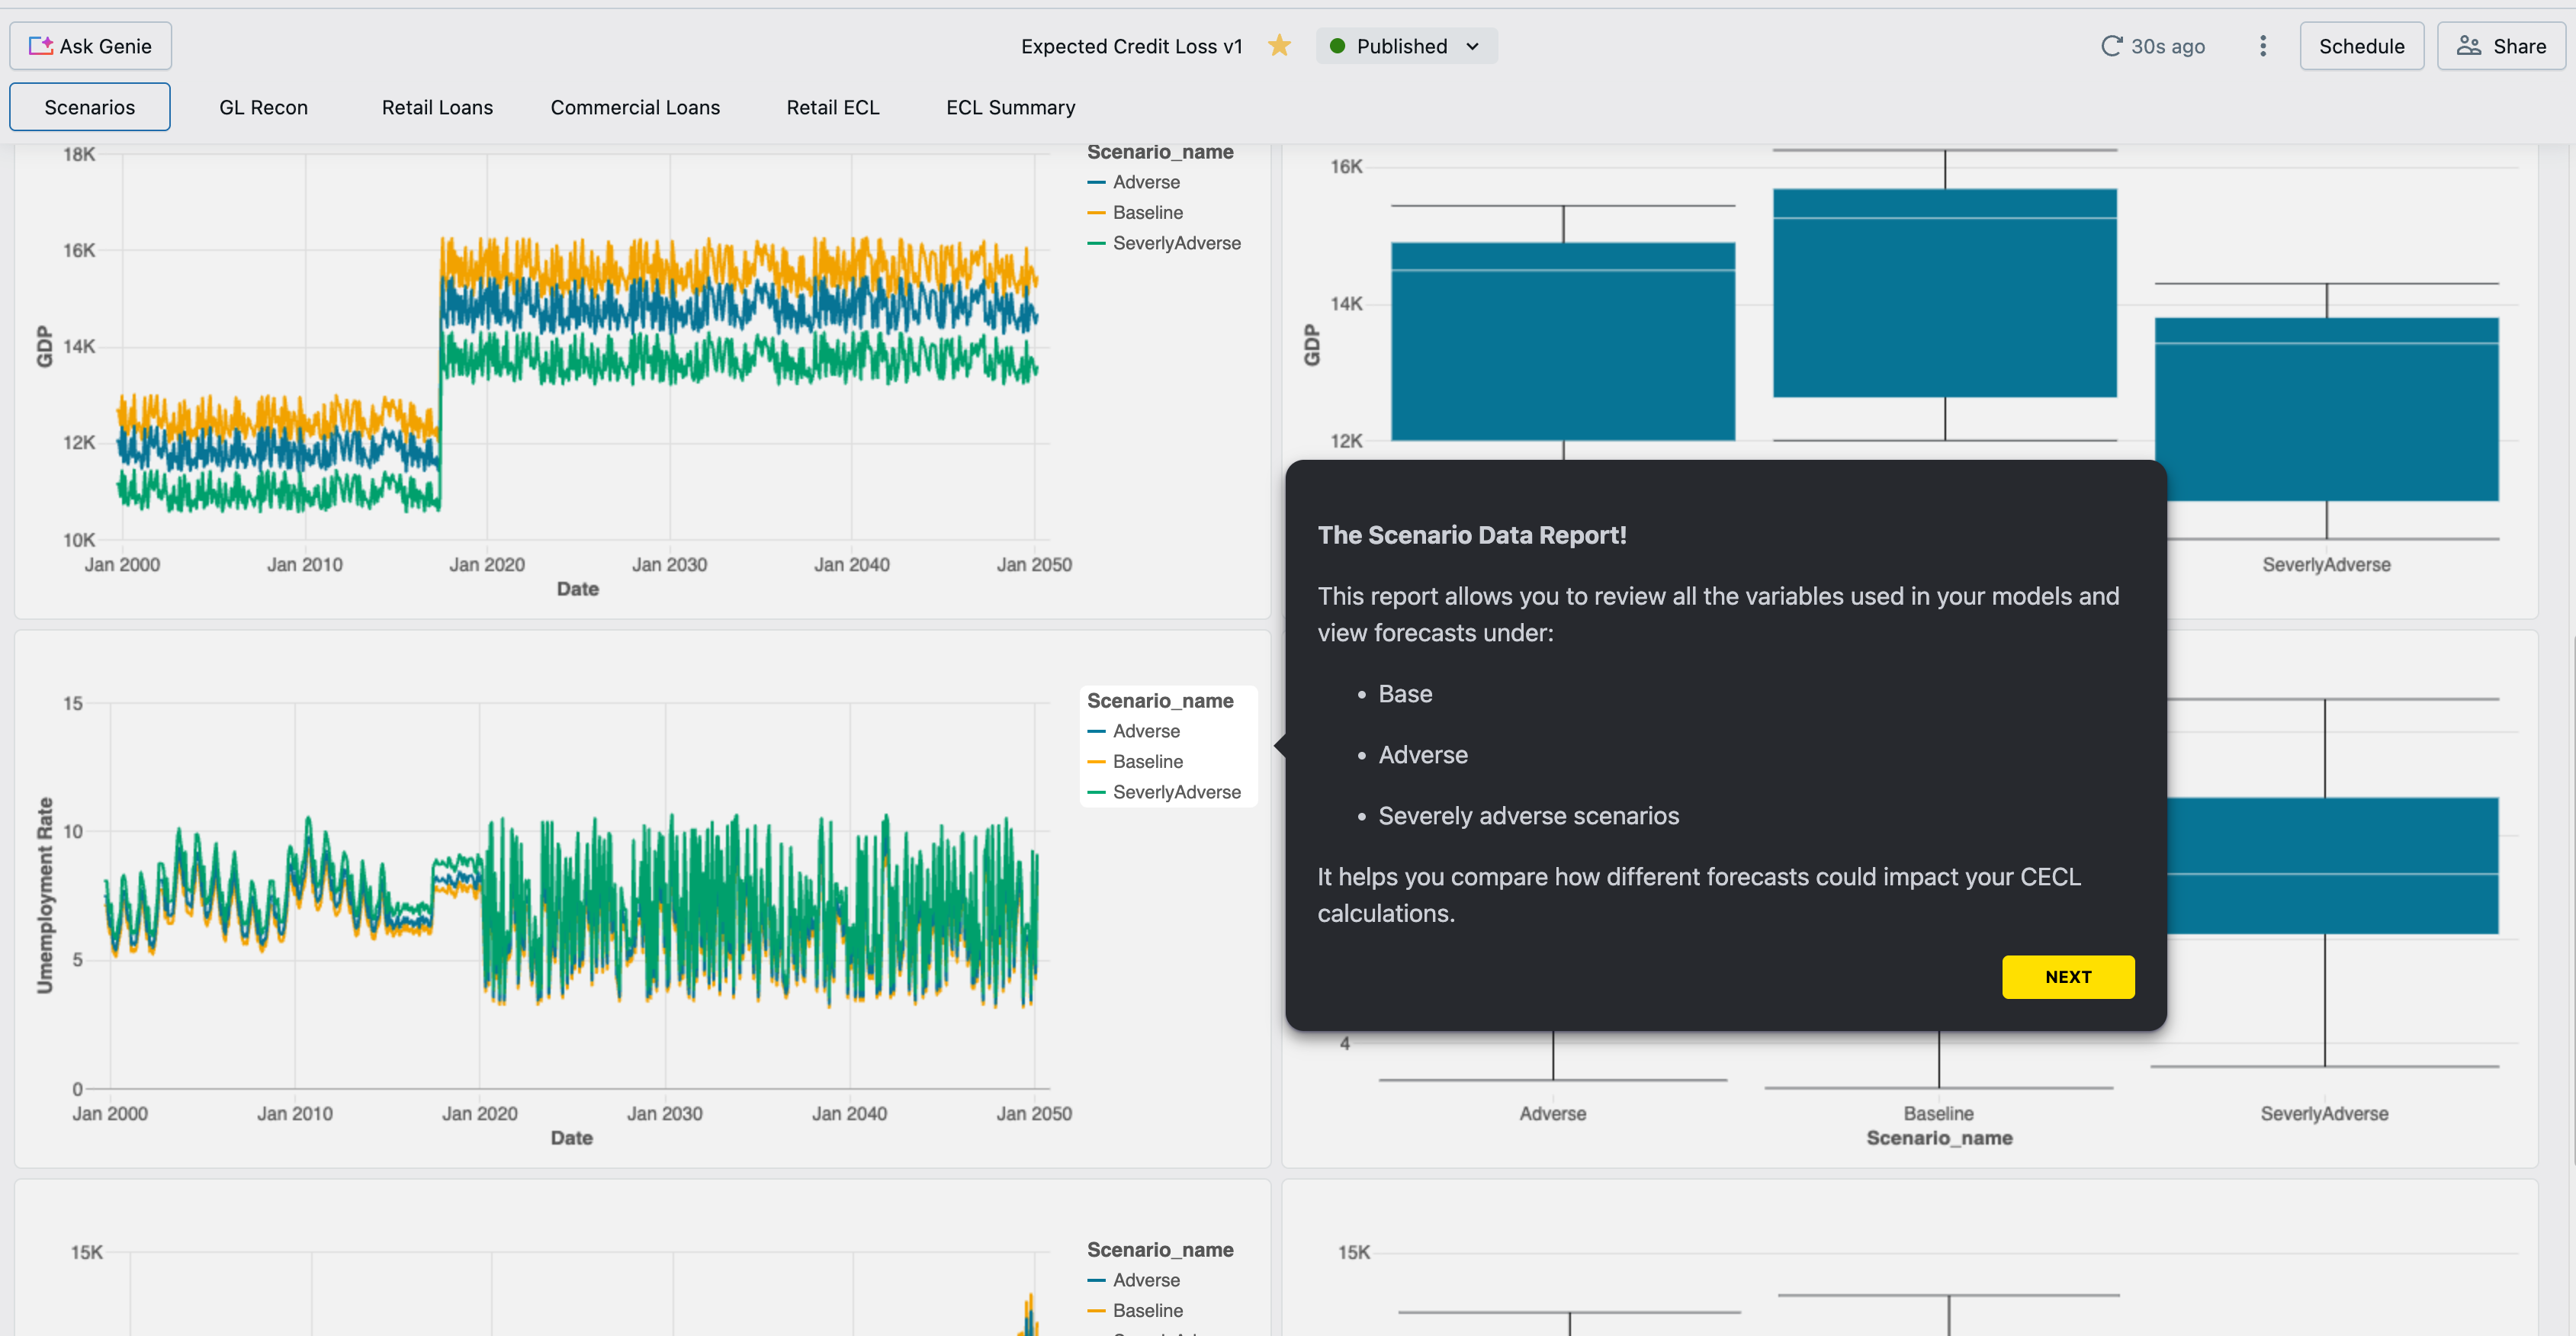 Ask Genie
Expected Credit Loss v1
Published
30s ago
Schedule
Share
Scenarios
GL Recon
Retail Loans
Commercial Loans
Retail ECL
ECL Summary
18K
16K
14K
12K
10K
GDP
Jan 2000
Jan 2010
Jan 2020
Jan 2030
Jan 2040
Jan 2050
Date
Scenario_name
Adverse
Baseline
SeverlyAdverse
16K
14K
12K
GDP
SeverlyAdverse
15
10
5
0
Umemployment Rate
Jan 2000
Jan 2010
Jan 2020
Jan 2030
Jan 2040
Jan 2050
Date
Scenario_name
Adverse
Baseline
SeverlyAdverse
The Scenario Data Report!
This report allows you to review all the variables used in your models and
view forecasts under:
• Base
• Adverse
• Severely adverse scenarios
It helps you compare how different forecasts could impact your CECL
calculations.
NEXT
4
Adverse
Baseline
SeverlyAdverse
Scenario_name
15K
Scenario_name
Adverse
Baseline
15K